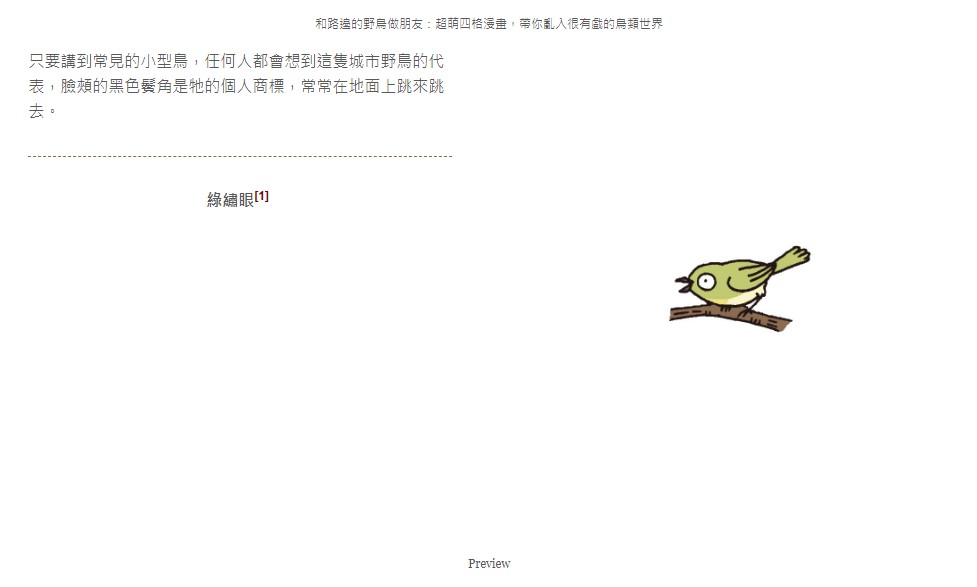 和路邊的野鳥做朋友：超萌四格漫畫，帶你亂入很有戲的鳥類世界
只要講到常見的小型鳥，任何人都會想到這隻城市野鳥的代
表，臉頰的黑色鬢角是牠的個人商標，常常在地面上跳來跳
去。
綠繡眼[1]
Preview